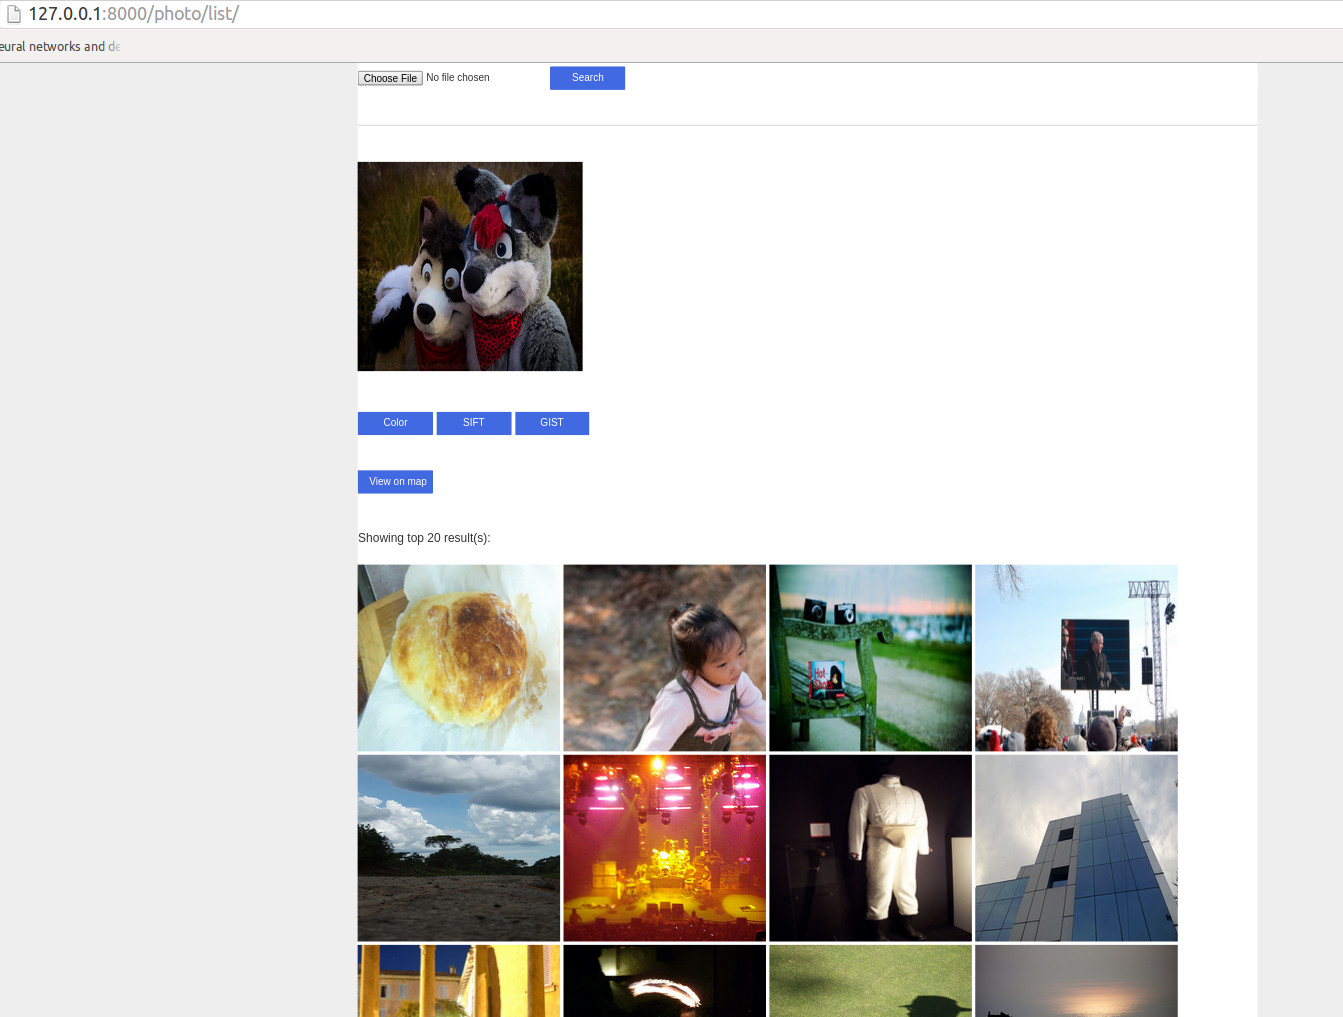 127.0.0.1:8000/photo/list/
eural networks and de
Choose File No file chosen Search
Color SIFT GIST
View on map
Showing top 20 result(s):
Hot
Shots